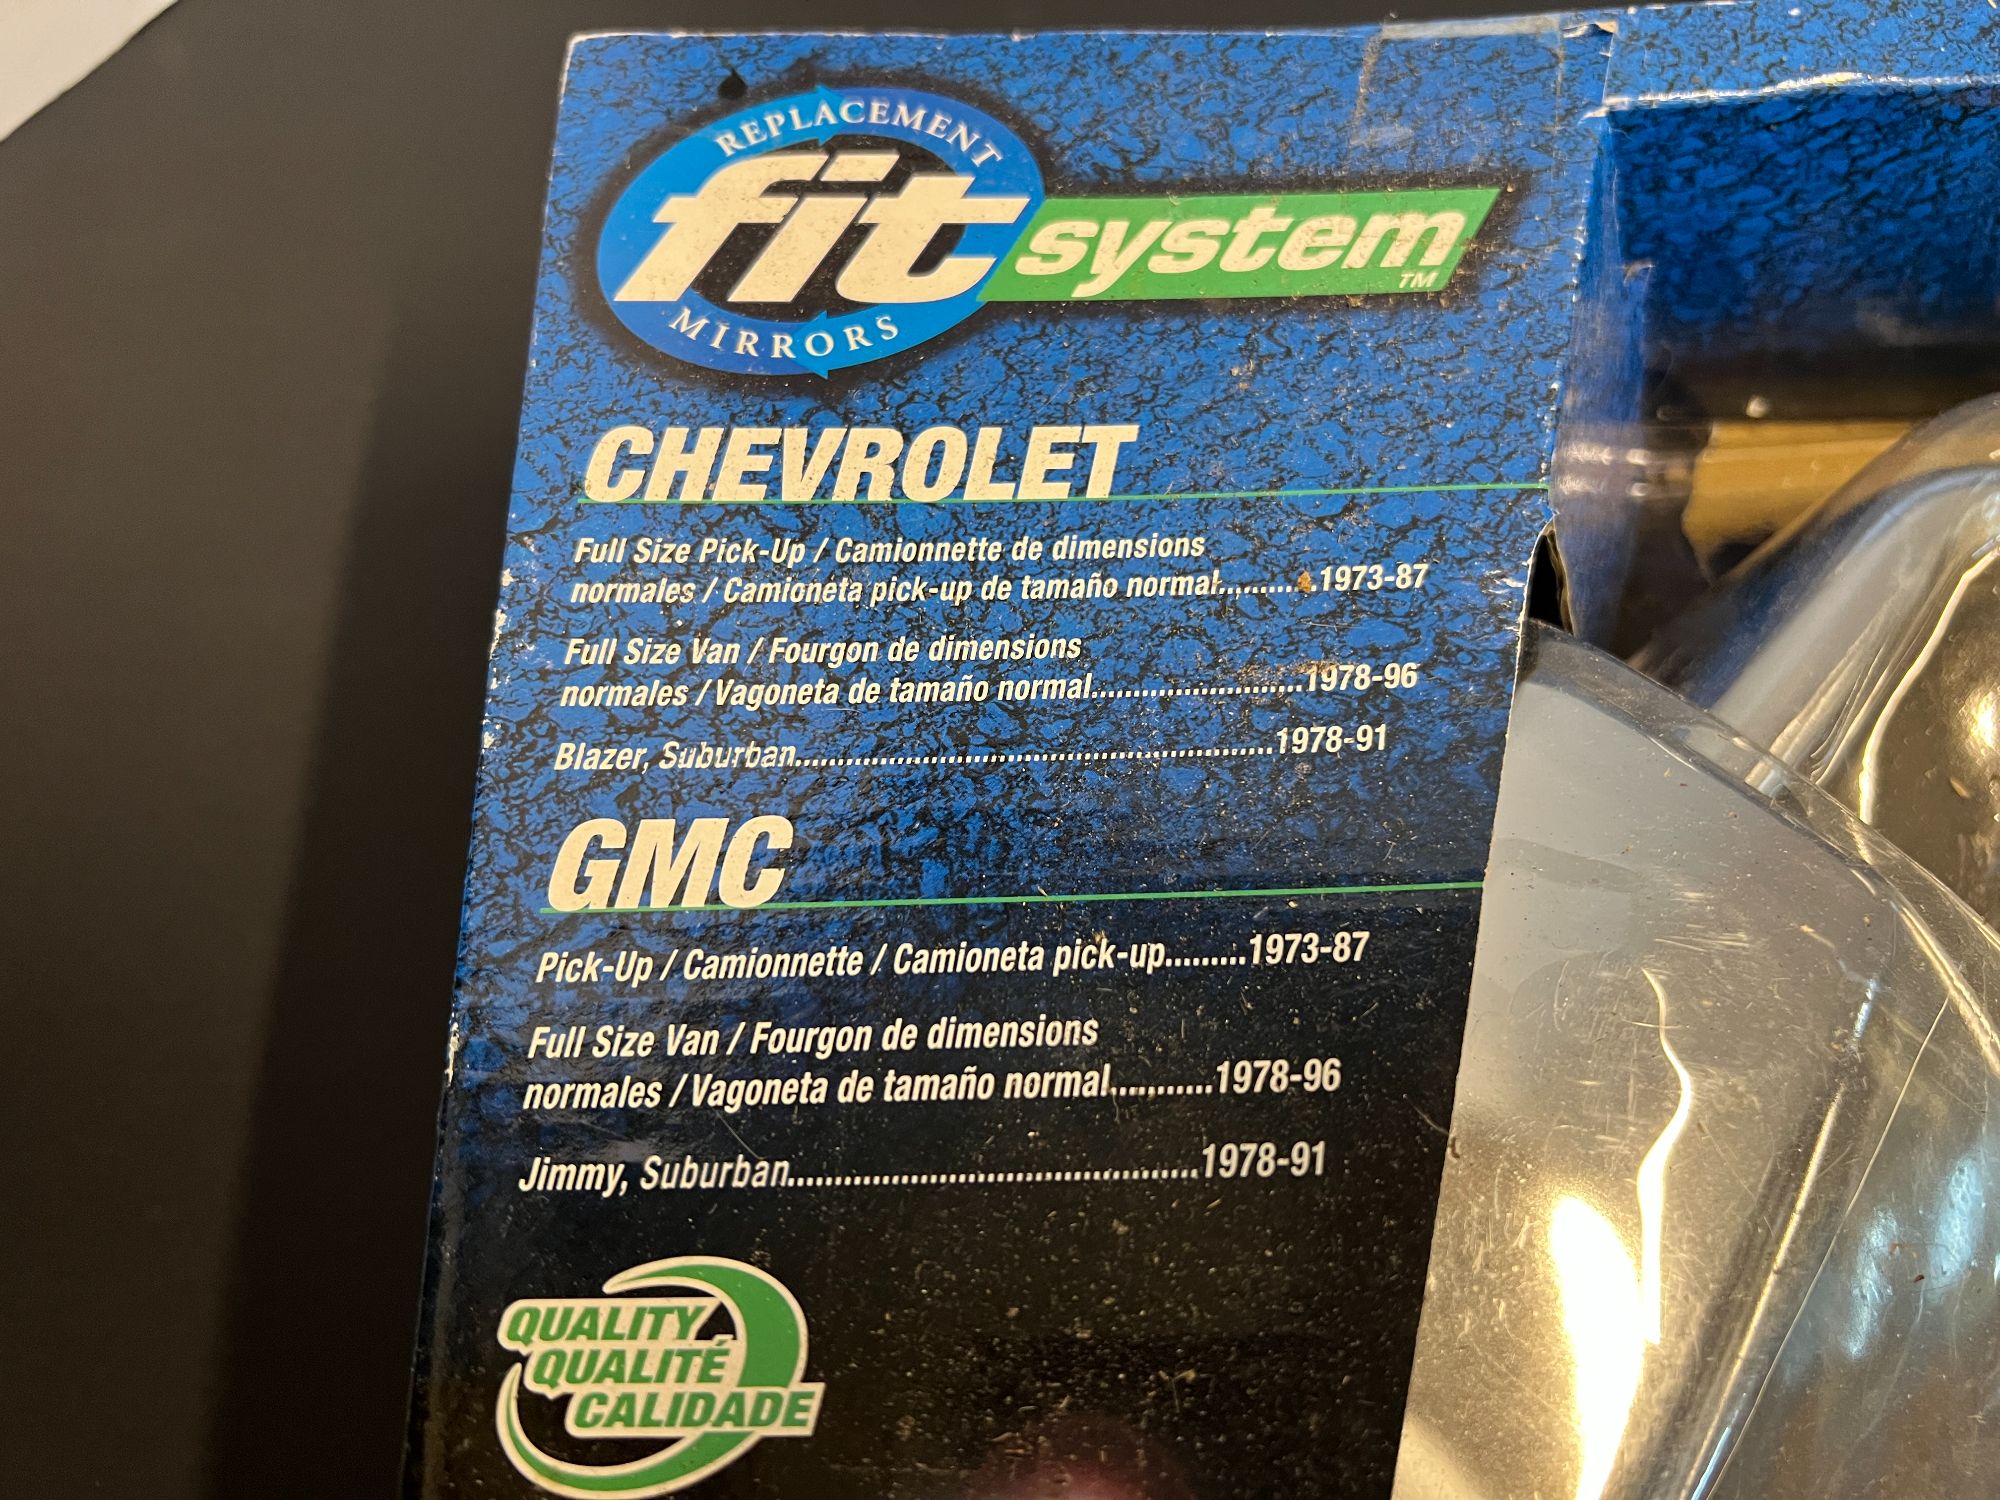 REPLACEMENT
fit system™
MIRRORS
CHEVROLET
Full Size Pick-Up / Camionnette de dimensions
normales / Camioneta pick-up de tamaño normal...........1973-87
Full Size Van / Fourgon de dimensions
normales / Vagoneta de tamaño normal..........................1978-96
Blazer, Suburban..........................................................1978-91
GMC
Pick-Up / Camionnette / Camioneta pick-up.........1973-87
Full Size Van / Fourgon de dimensions
normales / Vagoneta de tamaño normal...........1978-96
Jimmy, Suburban.............................................1978-91
QUALITY
QUALITÉ
CALIDADE